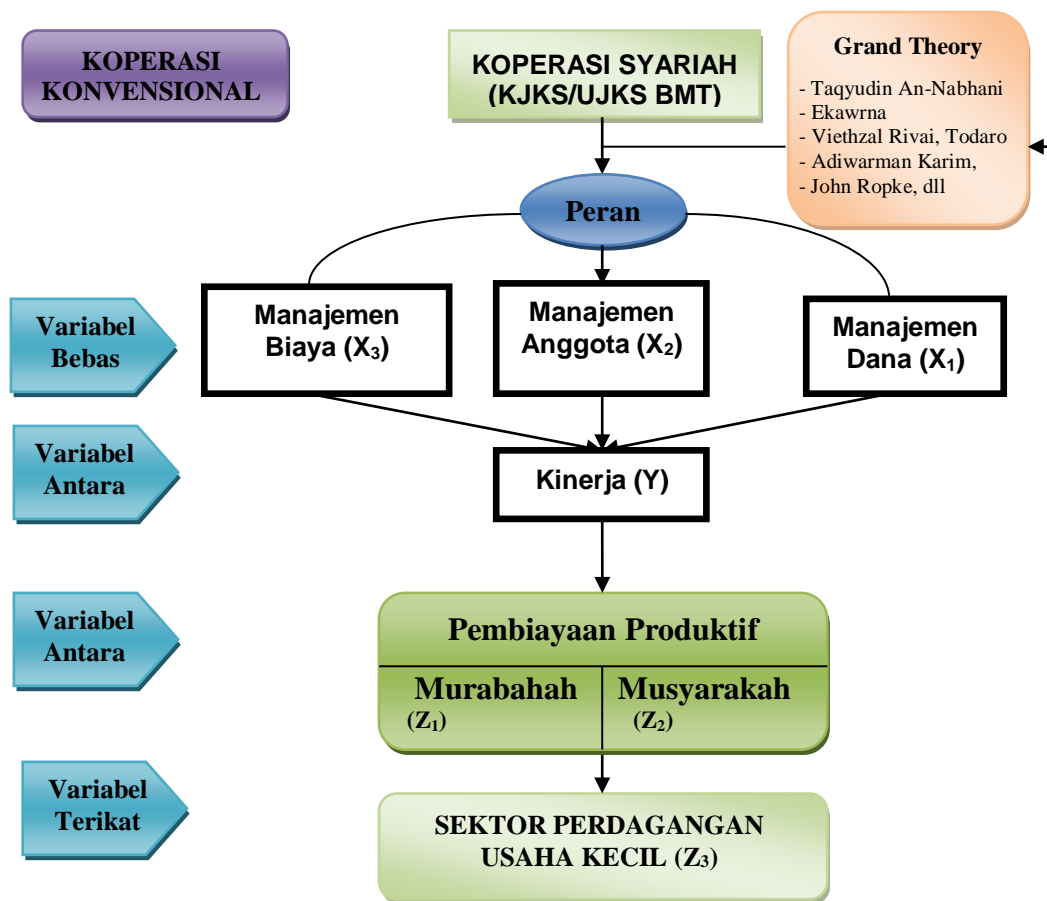 KOPERASI
KONVENSIONAL
KOPERASI SYARIAH
(KJKS/UJKS BMT)
Grand Theory
- Taqyudin An-Nabhani
- Ekawrna
- Viethzal Rivai, Todaro
- Adiwarman Karim,
- John Ropke, dll
Peran
Variabel
Bebas
Manajemen
Biaya (X₃)
Manajemen
Anggota (X₂)
Manajemen
Dana (X₁)
Variabel
Antara
Kinerja (Y)
Variabel
Antara
Pembiayaan Produktif
Murabahah
(Z₁)
Musyarakah
(Z₂)
Variabel
Terikat
SEKTOR PERDAGANGAN
USAHA KECIL (Z₃)